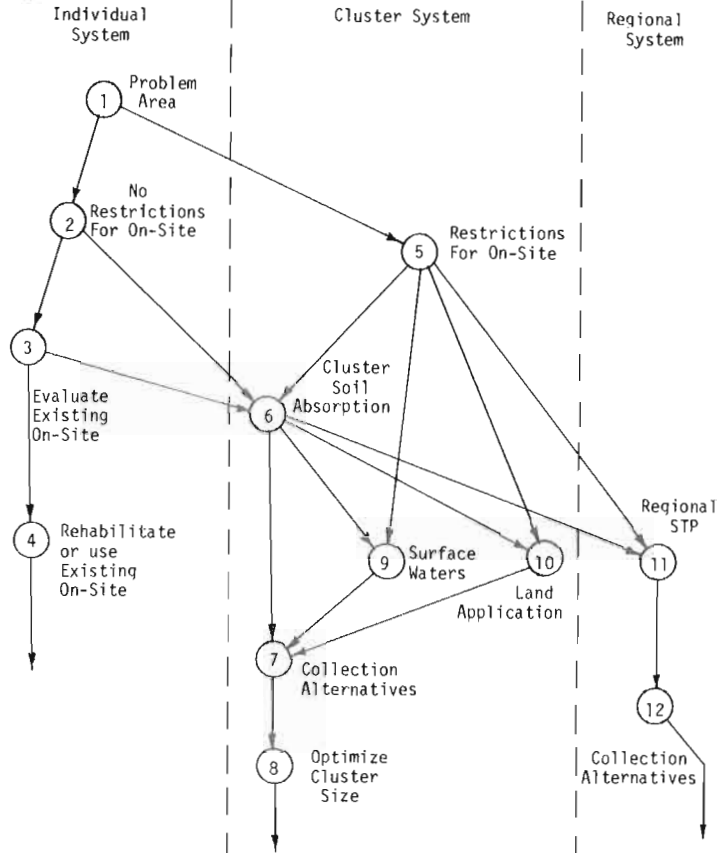 Individual
System
Cluster System
Regional
System
Problem
Area
1
No
Restrictions
For On-Site
2
Restrictions
For On-Site
5
3
Evaluate
Existing
On-Site
Cluster
Soil
Absorption
6
4
Rehabilitate
or use
Existing
On-Site
9
Surface
Waters
10
Land
Application
Regional
STP
11
7
Collection
Alternatives
12
Collection
Alternatives
8
Optimize
Cluster
Size